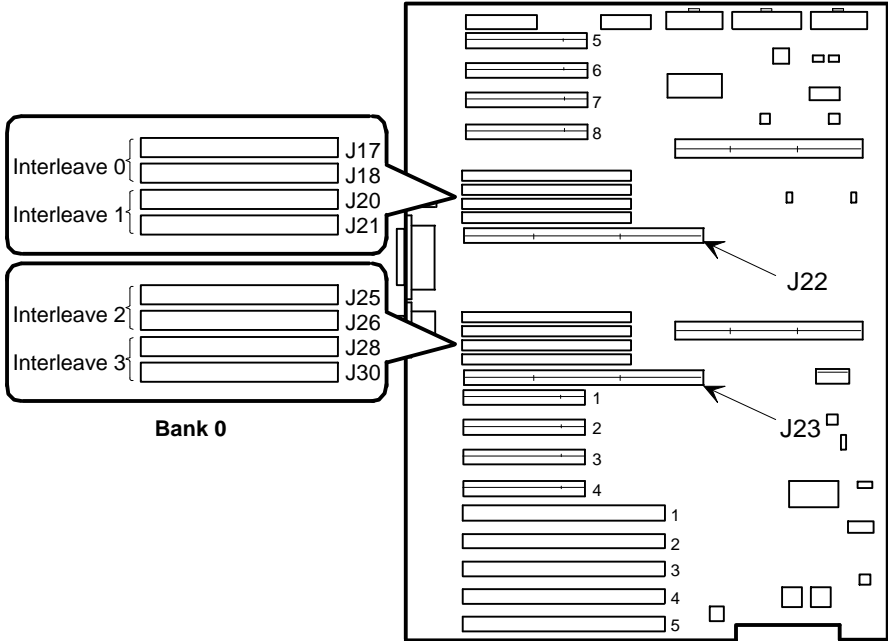 5
6
7
8
Interleave 0
J17
J18
Interleave 1
J20
J21
J22
Interleave 2
J25
J26
Interleave 3
J28
J30
Bank 0
J23
1
2
3
4
1
2
3
4
5